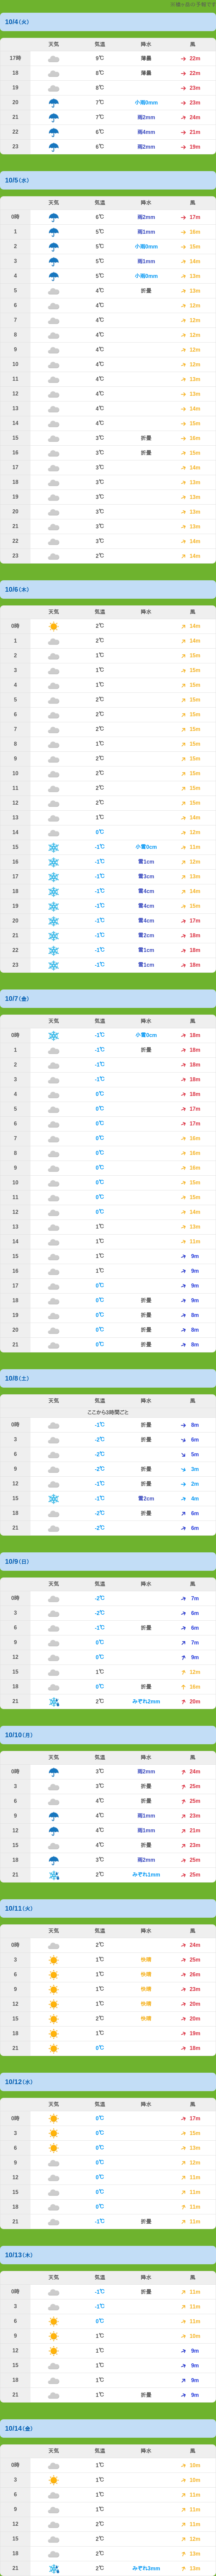 ※槍ヶ岳の予報です
10/4(火)
天気 気温 降水 風
17時 9℃ 薄曇 22m
18 8℃ 薄曇 22m
19 8℃ 23m
20 7℃ 小雨0mm 23m
21 7℃ 雨2mm 24m
22 6℃ 雨4mm 21m
23 6℃ 雨2mm 19m
10/5(水)
天気 気温 降水 風
0時 6℃ 雨2mm 17m
1 5℃ 雨1mm 16m
2 5℃ 小雨0mm 15m
3 5℃ 雨1mm 14m
4 5℃ 小雨0mm 13m
5 4℃ 折曇 13m
6 4℃ 12m
7 4℃ 12m
8 4℃ 12m
9 4℃ 12m
10 4℃ 12m
11 4℃ 13m
12 4℃ 13m
13 4℃ 14m
14 4℃ 15m
15 3℃ 折曇 15m
16 3℃ 折曇 15m
17 3℃ 14m
18 3℃ 13m
19 3℃ 13m
20 3℃ 13m
21 3℃ 13m
22 3℃ 14m
23 2℃ 14m
10/6(木)
天気 気温 降水 風
0時 2℃ 14m
1 2℃ 14m
2 1℃ 15m
3 1℃ 15m
4 1℃ 15m
5 2℃ 15m
6 2℃ 15m
7 2℃ 15m
8 1℃ 15m
9 2℃ 15m
10 2℃ 15m
11 2℃ 15m
12 2℃ 15m
13 1℃ 14m
14 0℃ 12m
15 -1℃ 小雪0cm 11m
16 -1℃ 雪1cm 12m
17 -1℃ 雪3cm 13m
18 -1℃ 雪4cm 14m
19 -1℃ 雪4cm 15m
20 -1℃ 雪4cm 17m
21 -1℃ 雪2cm 18m
22 -1℃ 雪1cm 18m
23 -1℃ 雪1cm 18m
10/7(金)
天気 気温 降水 風
0時 -1℃ 小雪0cm 18m
1 -1℃ 折曇 18m
2 -1℃ 18m
3 -1℃ 18m
4 0℃ 18m
5 0℃ 17m
6 0℃ 17m
7 0℃ 16m
8 0℃ 16m
9 0℃ 16m
10 0℃ 15m
11 0℃ 15m
12 0℃ 14m
13 1℃ 13m
14 1℃ 11m
15 1℃ 9m
16 1℃ 9m
17 0℃ 9m
18 0℃ 折曇 9m
19 0℃ 折曇 8m
20 0℃ 折曇 8m
21 0℃ 折曇 8m
10/8(土)
天気 気温 降水 風
ここから3時間ごと
0時 -1℃ 折曇 8m
3 -2℃ 折曇 6m
6 -2℃ 5m
9 -2℃ 折曇 3m
12 -1℃ 折曇 2m
15 -1℃ 雪2cm 4m
18 -2℃ 折曇 6m
21 -2℃ 6m
10/9(日)
天気 気温 降水 風
0時 -2℃ 7m
3 -2℃ 6m
6 -1℃ 折曇 6m
9 0℃ 7m
12 0℃ 9m
15 1℃ 12m
18 0℃ 折曇 16m
21 2℃ みぞれ2mm 20m
10/10(月)
天気 気温 降水 風
0時 3℃ 雨2mm 24m
3 3℃ 折曇 25m
6 4℃ 折曇 25m
9 4℃ 雨1mm 23m
12 4℃ 雨1mm 21m
15 4℃ 折曇 23m
18 3℃ 雨2mm 25m
21 2℃ みぞれ1mm 25m
10/11(火)
天気 気温 降水 風
0時 2℃ 24m
3 1℃ 快晴 25m
6 1℃ 快晴 26m
9 1℃ 快晴 23m
12 1℃ 快晴 20m
15 2℃ 快晴 20m
18 1℃ 19m
21 0℃ 18m
10/12(水)
天気 気温 降水 風
0時 0℃ 17m
3 0℃ 15m
6 0℃ 13m
9 0℃ 12m
12 0℃ 11m
15 0℃ 11m
18 0℃ 11m
21 -1℃ 折曇 11m
10/13(木)
天気 気温 降水 風
0時 -1℃ 折曇 11m
3 -1℃ 11m
6 0℃ 11m
9 1℃ 10m
12 1℃ 9m
15 1℃ 9m
18 1℃ 9m
21 1℃ 折曇 9m
10/14(金)
天気 気温 降水 風
0時 1℃ 10m
3 1℃ 10m
6 1℃ 11m
9 1℃ 11m
12 2℃ 11m
15 2℃ 12m
18 2℃ 13m
21 2℃ みぞれ3mm 13m